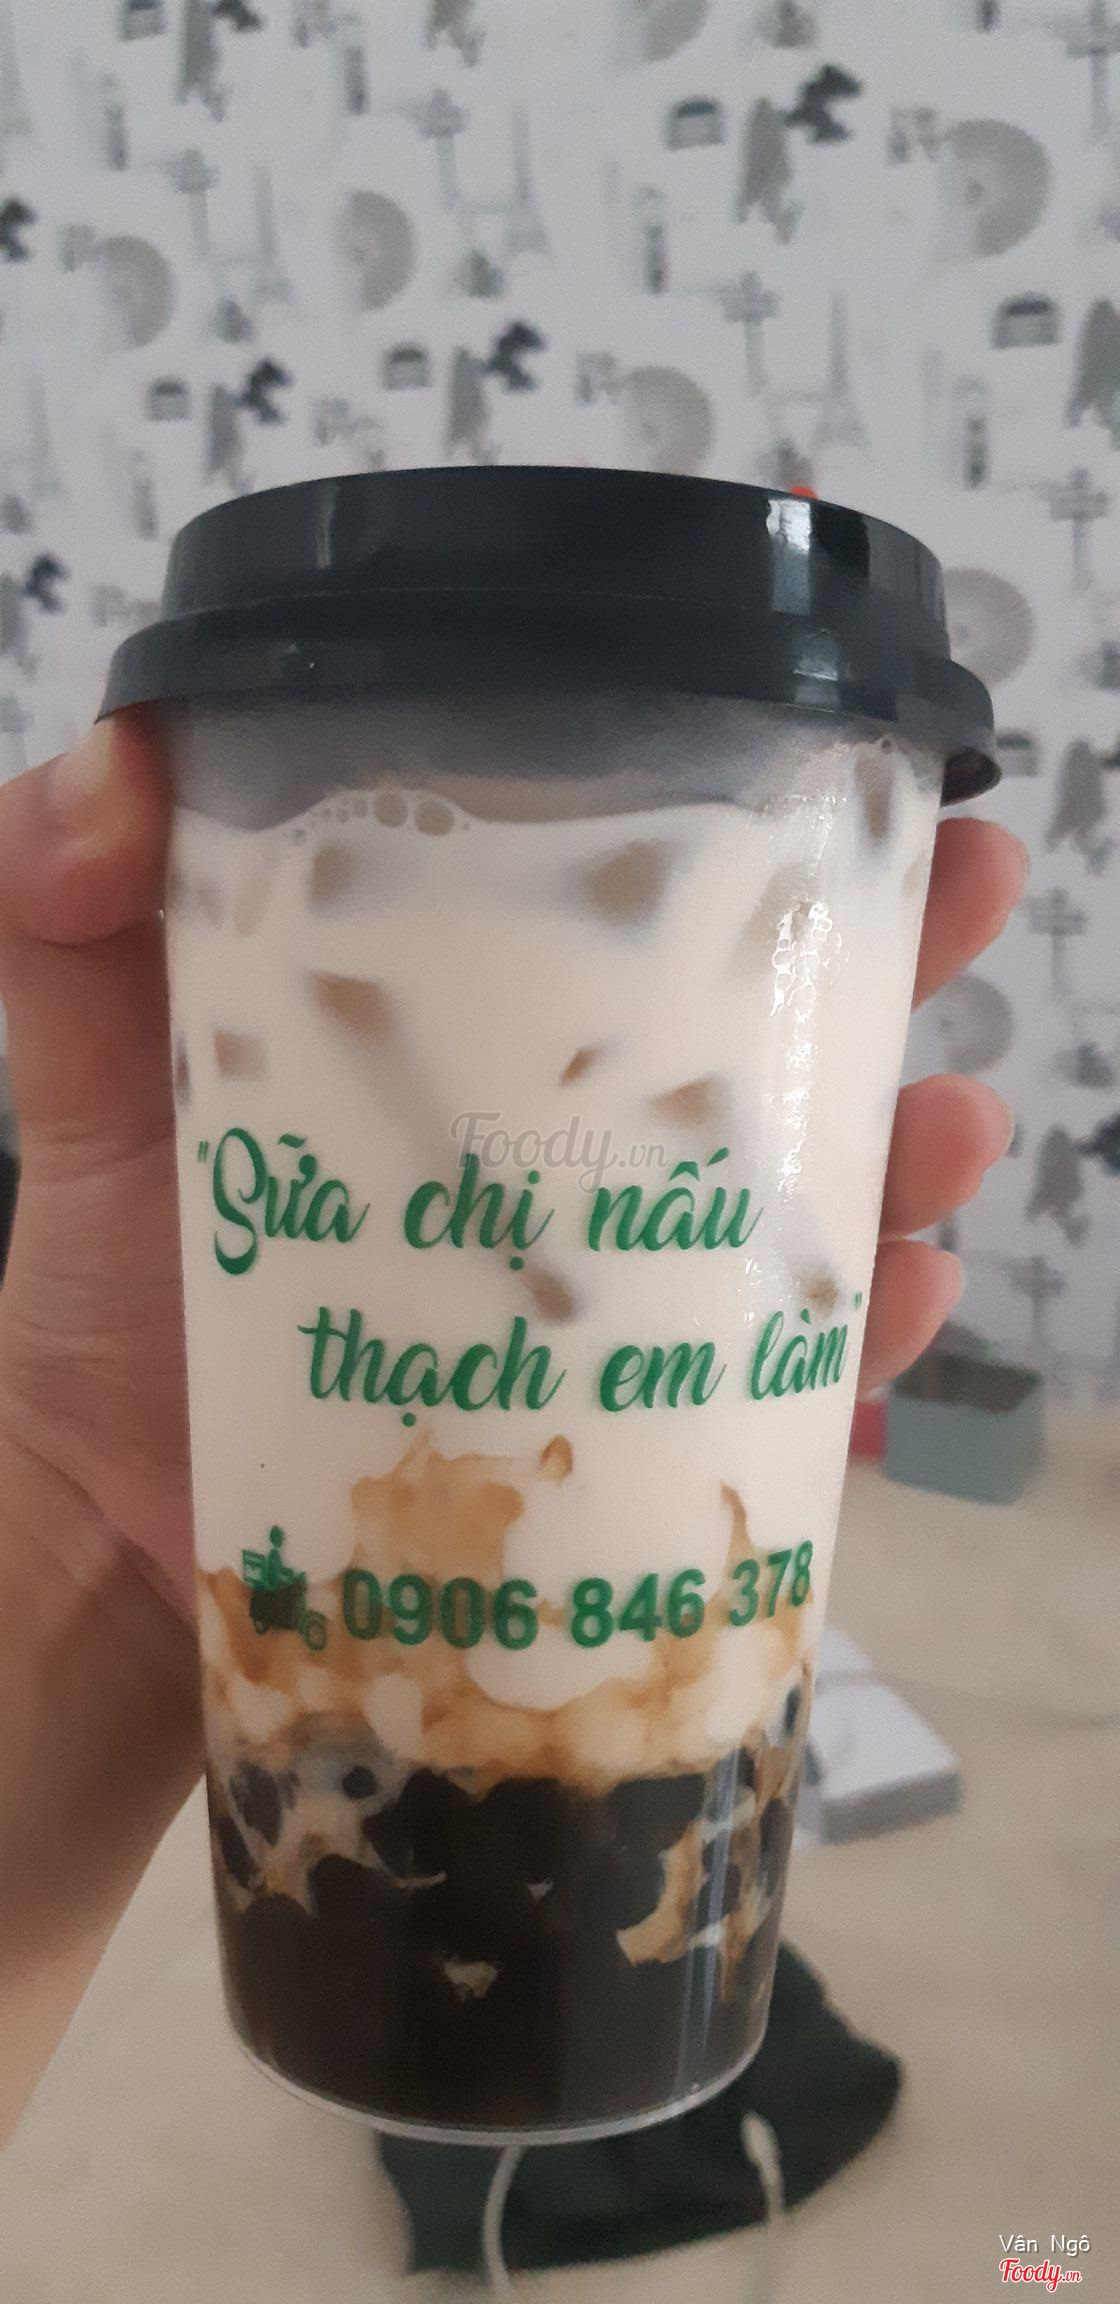 Foody.vn
"Sữa chị nấu
thạch em làm"
0906 846 378
Vân Ngô
Foody.vn